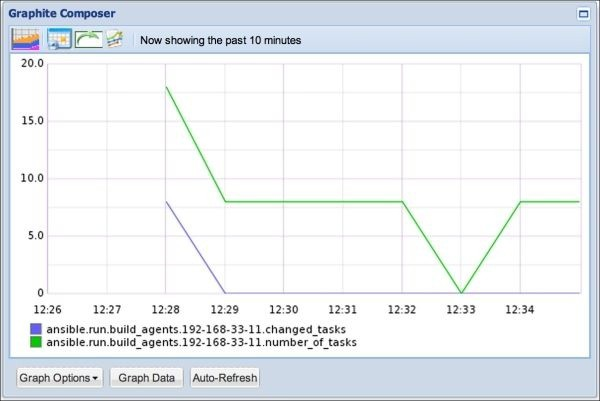 Graphite Composer
Now showing the past 10 minutes
20.0
15.0
10.0
5.0
0
12:26 12:27 12:28 12:29 12:30 12:31 12:32 12:33 12:34
ansible.run.build_agents.192-168-33-11.changed_tasks
ansible.run.build_agents.192-168-33-11.number_of_tasks
Graph Options Graph Data Auto-Refresh